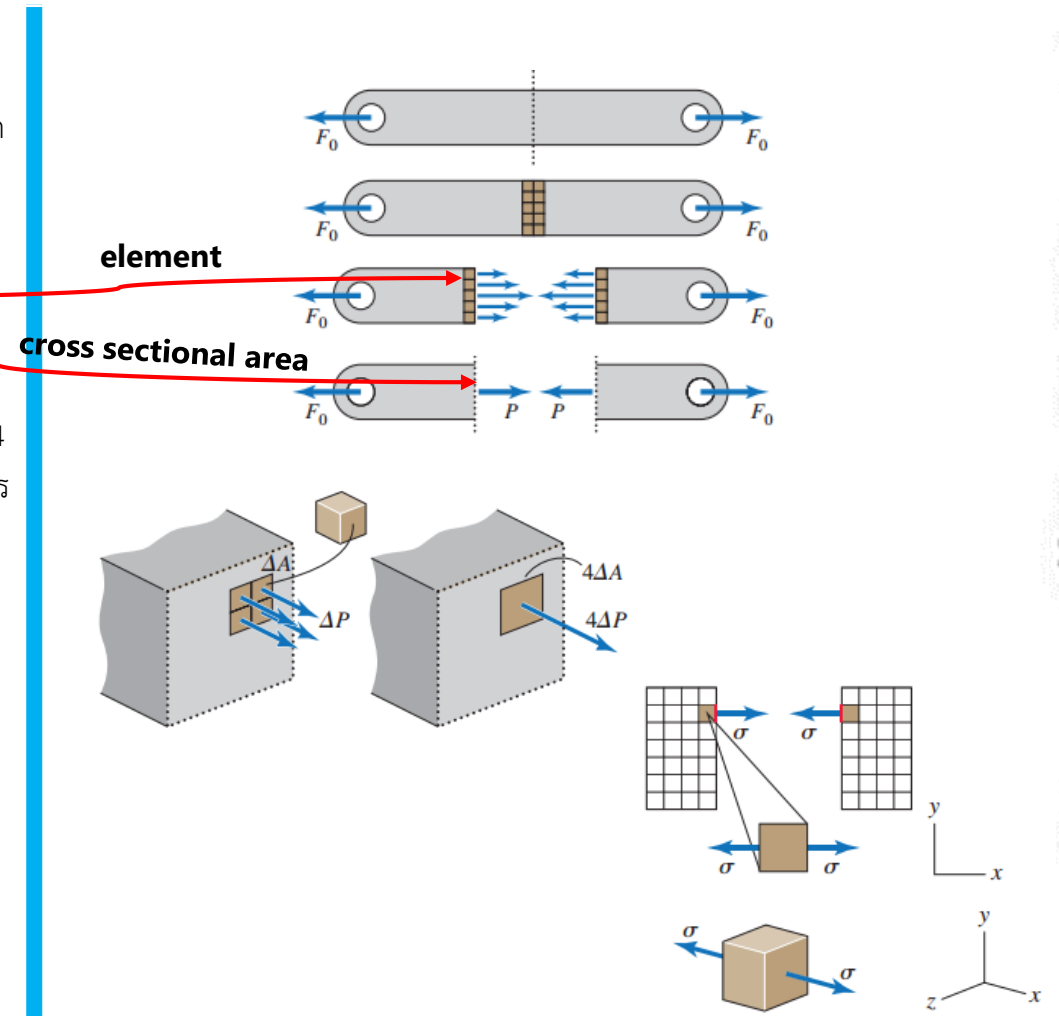 F₀ F₀
F₀ F₀
element
F₀ F₀
cross sectional area
F₀ P P F₀
ΔA
4ΔA
ΔP
4ΔP
σ σ
y
σ σ
x
y
σ
σ
z x